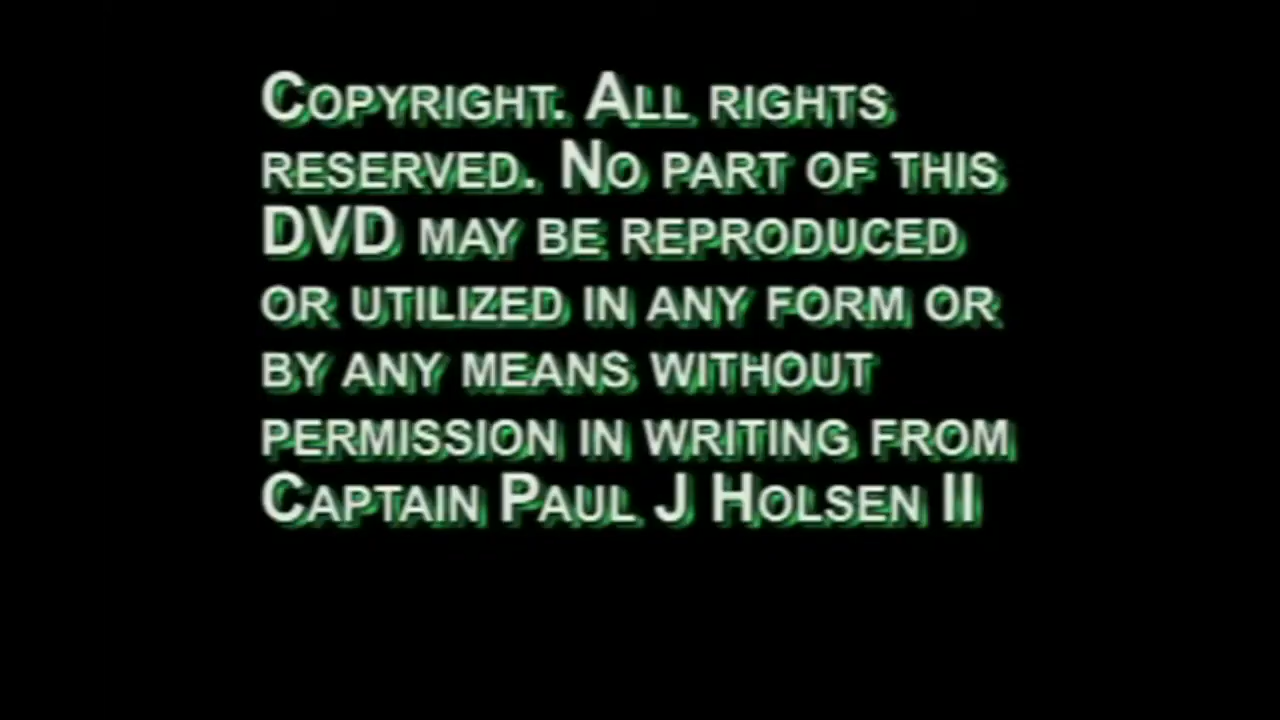 Copyright. All rights
reserved. No part of this
DVD may be reproduced
or utilized in any form or
by any means without
permission in writing from
Captain Paul J Holsen II